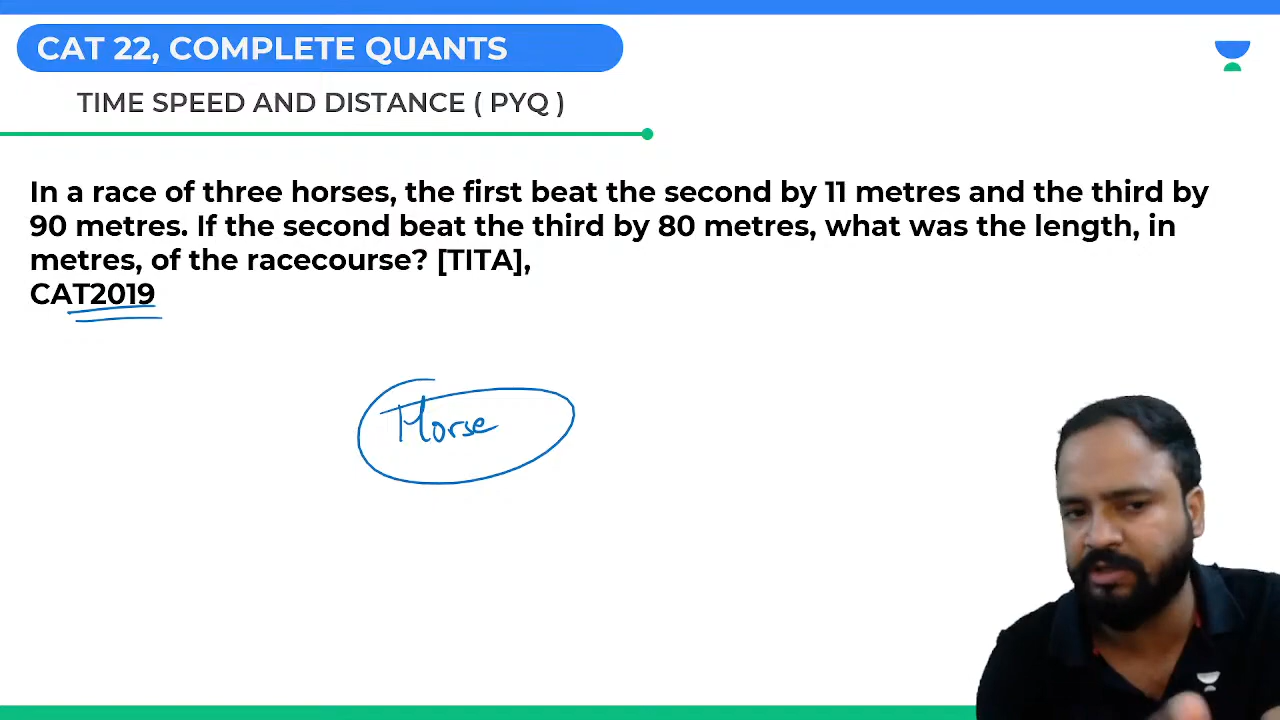 CAT 22, COMPLETE QUANTS
TIME SPEED AND DISTANCE ( PYQ )
In a race of three horses, the first beat the second by 11 metres and the third by
90 metres. If the second beat the third by 80 metres, what was the length, in
metres, of the racecourse? [TITA],
CAT2019
Horse